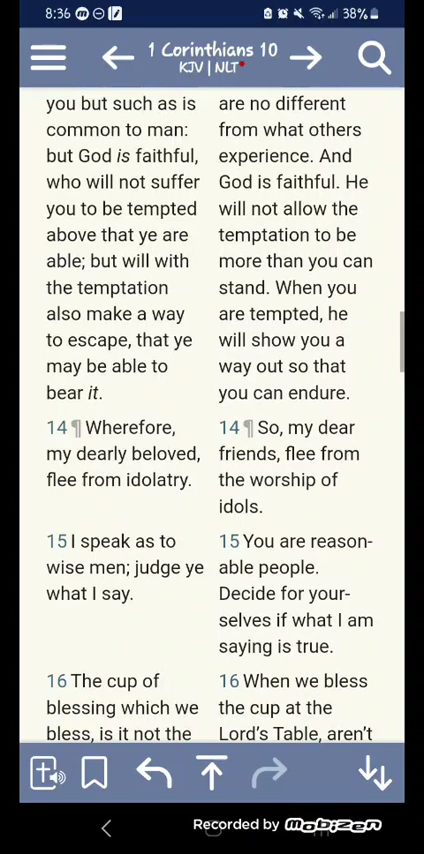 8:36 38%
1 Corinthians 10
KJV | NLT
you but such as is
common to man:
but God is faithful,
who will not suffer
you to be tempted
above that ye are
able; but will with
the temptation
also make a way
to escape, that ye
may be able to
bear it.
14 ¶ Wherefore,
my dearly beloved,
flee from idolatry.
15 I speak as to
wise men; judge ye
what I say.
16 The cup of
blessing which we
bless, is it not the
are no different
from what others
experience. And
God is faithful. He
will not allow the
temptation to be
more than you can
stand. When you
are tempted, he
will show you a
way out so that
you can endure.
14 ¶ So, my dear
friends, flee from
the worship of
idols.
15 You are reason-
able people.
Decide for your-
selves if what I am
saying is true.
16 When we bless
the cup at the
Lord's Table, aren't
Recorded by Mobizen